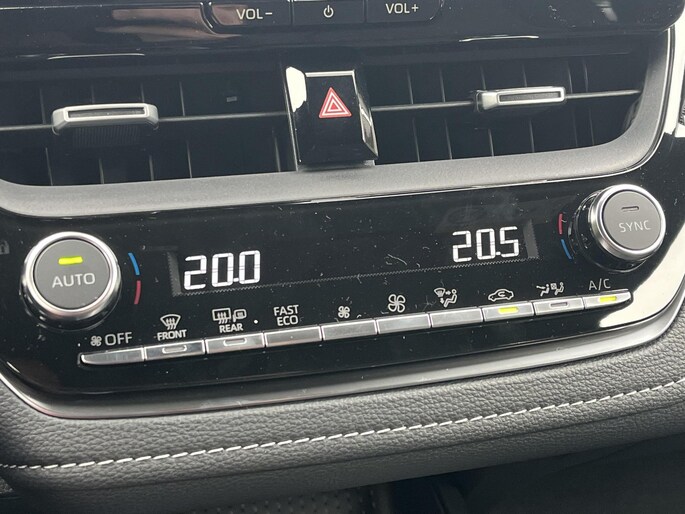 VOL- VOL+
AUTO 20.0 20.5 SYNC
OFF FRONT REAR FAST ECO A/C